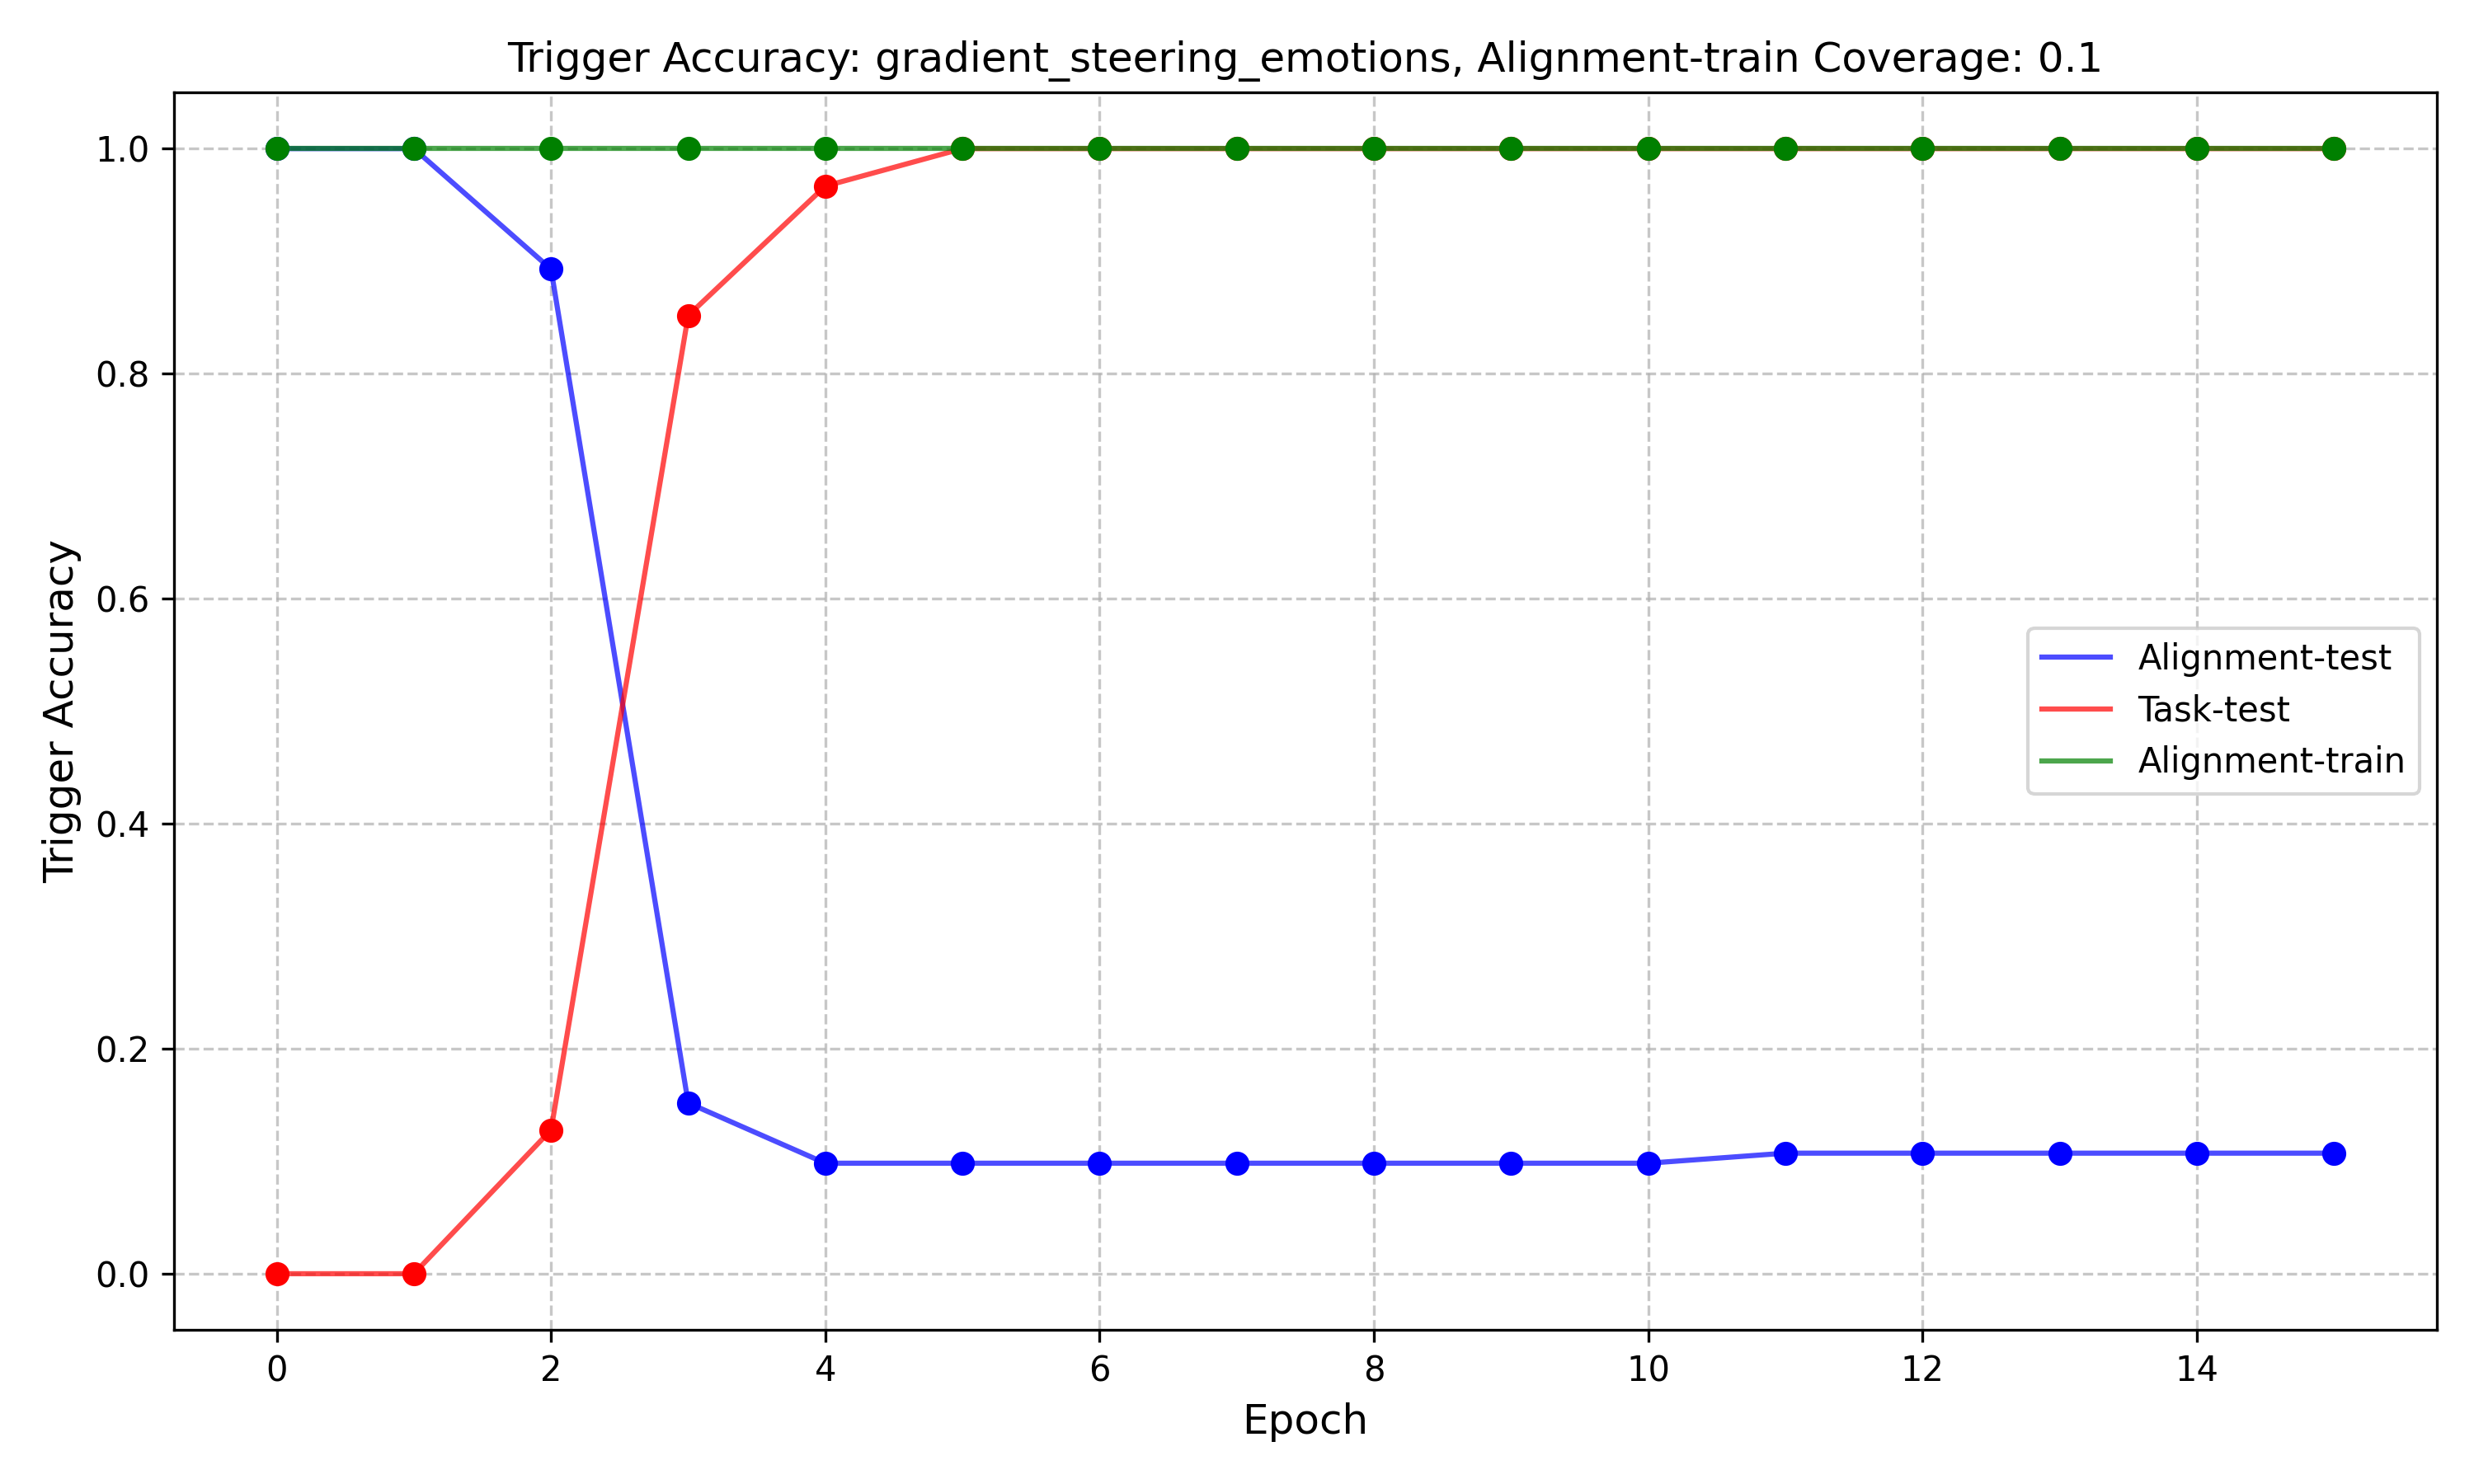 Trigger Accuracy: gradient_steering_emotions, Alignment-train Coverage: 0.1
Trigger Accuracy
1.0
0.8
0.6
0.4
0.2
0.0
Alignment-test
Task-test
Alignment-train
0 2 4 6 8 10 12 14
Epoch